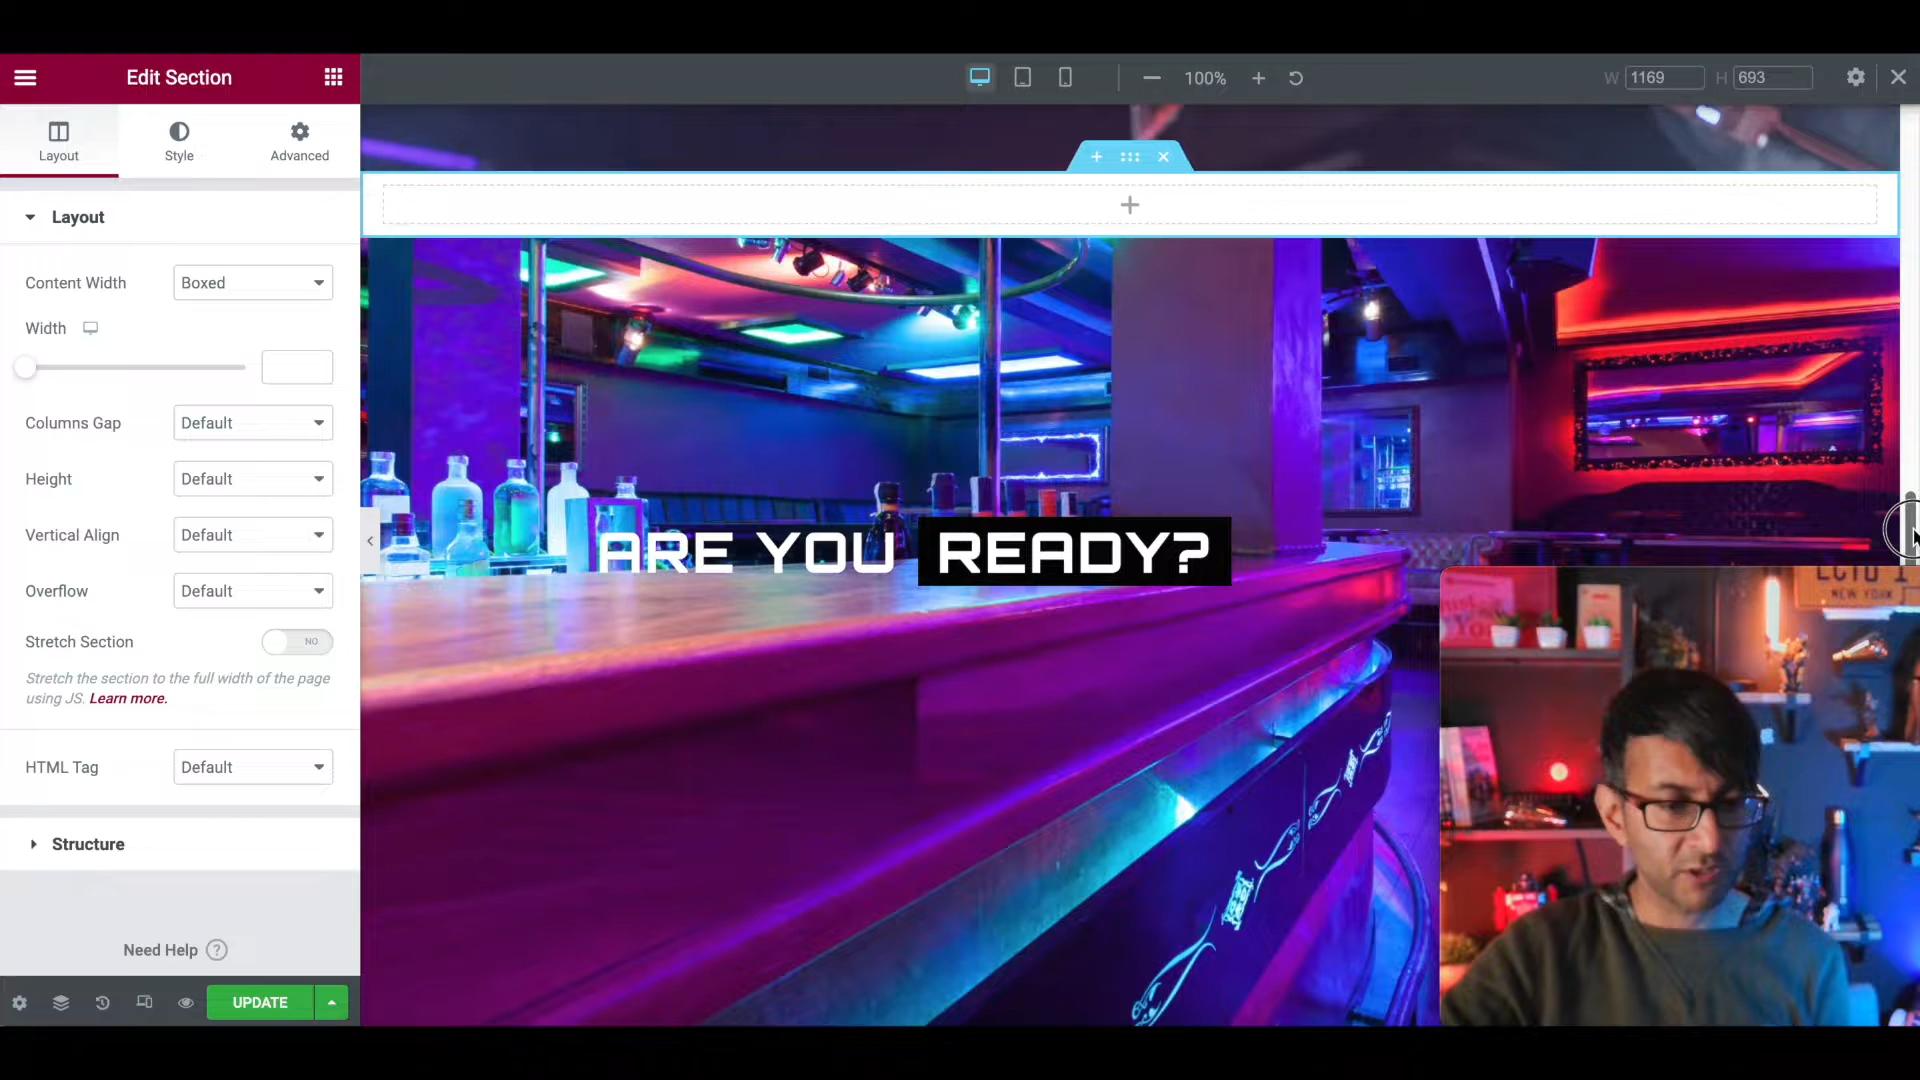 Edit Section
100%
W 1169 H 693
Layout Style Advanced
Layout
Content Width Boxed
Width
Columns Gap Default
Height Default
Vertical Align Default
Overflow Default
Stretch Section NO
Stretch the section to the full width of the page
using JS. Learn more.
HTML Tag Default
Structure
Need Help ?
UPDATE
ARE YOU READY?
NEW YORK